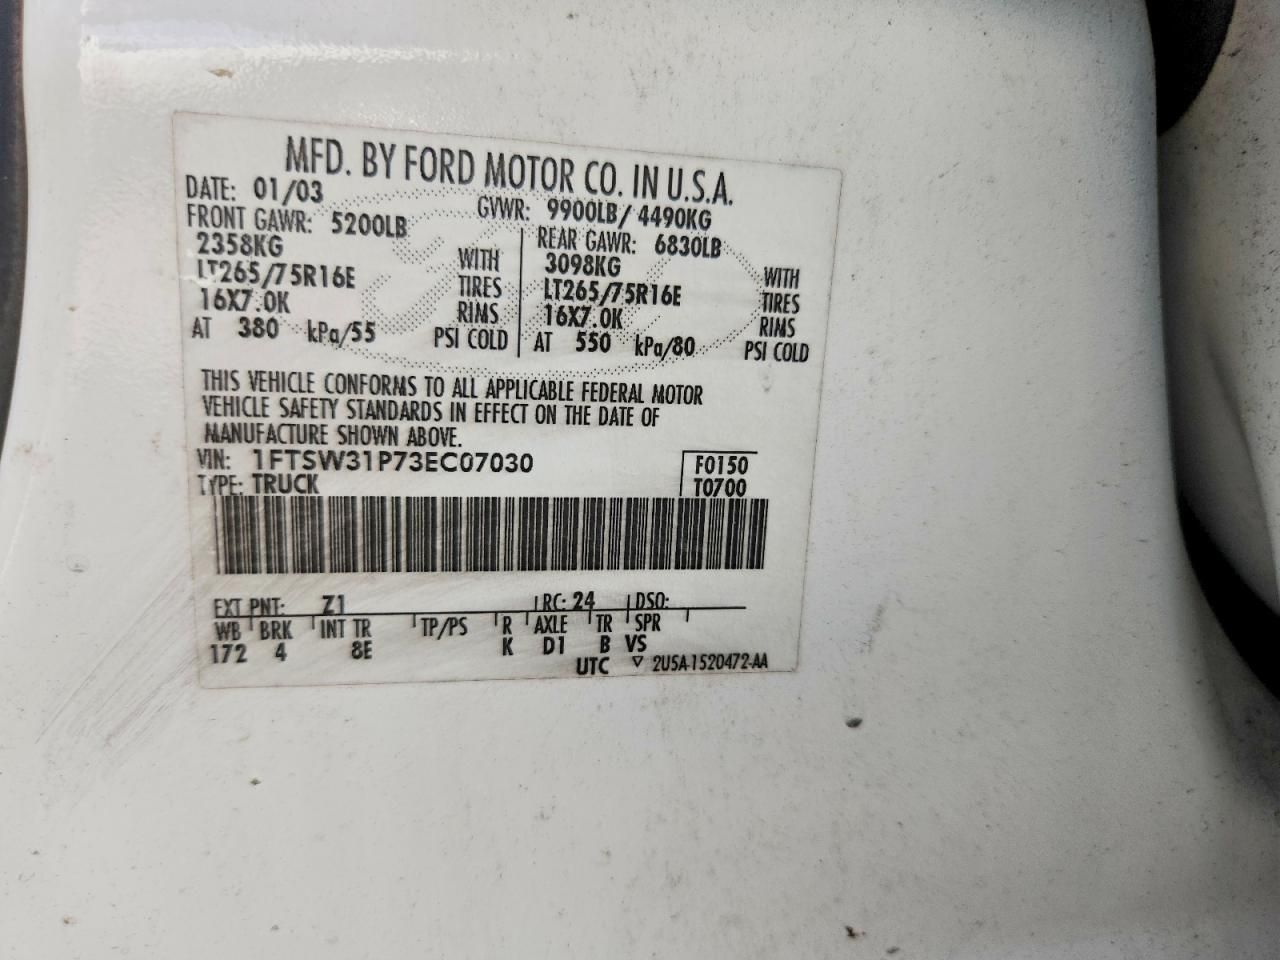 MFD. BY FORD MOTOR CO. IN U.S.A.
DATE: 01/03 GVWR: 9900LB/ 4490KG
FRONT GAWR: 5200LB REAR GAWR: 6830LB
2358KG WITH 3098KG WITH
LT265/75R16E TIRES LT265/75R16E TIRES
16X7.0K RIMS 16X7.0K RIMS
AT 380 kPa/55 PSI COLD AT 550 kPa/80 PSI COLD
THIS VEHICLE CONFORMS TO ALL APPLICABLE FEDERAL MOTOR
VEHICLE SAFETY STANDARDS IN EFFECT ON THE DATE OF
MANUFACTURE SHOWN ABOVE.
VIN: 1FTSW31P73EC07030 F0150
TYPE: TRUCK T0700
EXT PNT: Z1 RC: 24 DSO:
WB BRK INT TR TP/PS R AXLE TR SPR
172 4 8E K D1 B VS
UTC ▽ 2U5A-1520472-AA